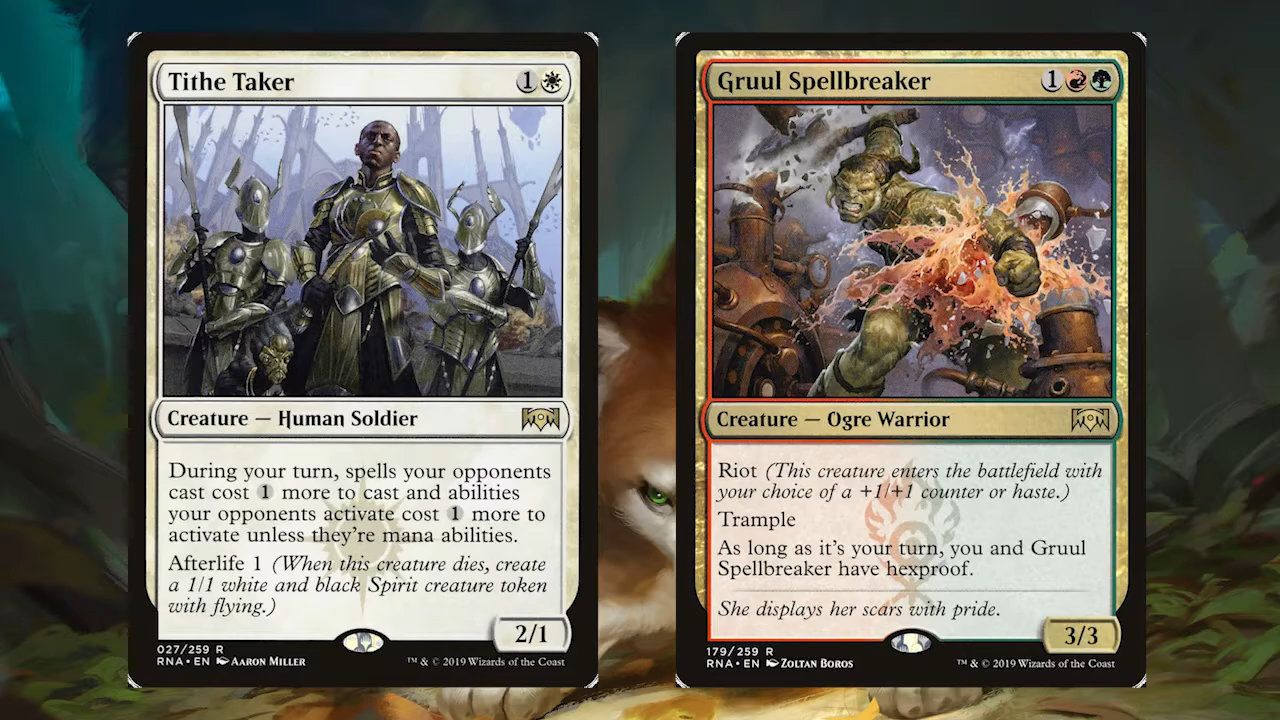 Tithe Taker 1
Creature — Human Soldier
During your turn, spells your opponents
cast cost 1 more to cast and abilities
your opponents activate cost 1 more to
activate unless they're mana abilities.
Afterlife 1 (When this creature dies, create
a 1/1 white and black Spirit creature token
with flying.)
2/1
027/259 R
RNA • EN Aaron Miller
™ & © 2019 Wizards of the Coast
Gruul Spellbreaker 1
Creature — Ogre Warrior
Riot (This creature enters the battlefield with
your choice of a +1/+1 counter or haste.)
Trample
As long as it's your turn, you and Gruul
Spellbreaker have hexproof.
She displays her scars with pride.
3/3
179/259 R
RNA • EN Zoltan Boros
™ & © 2019 Wizards of the Coast